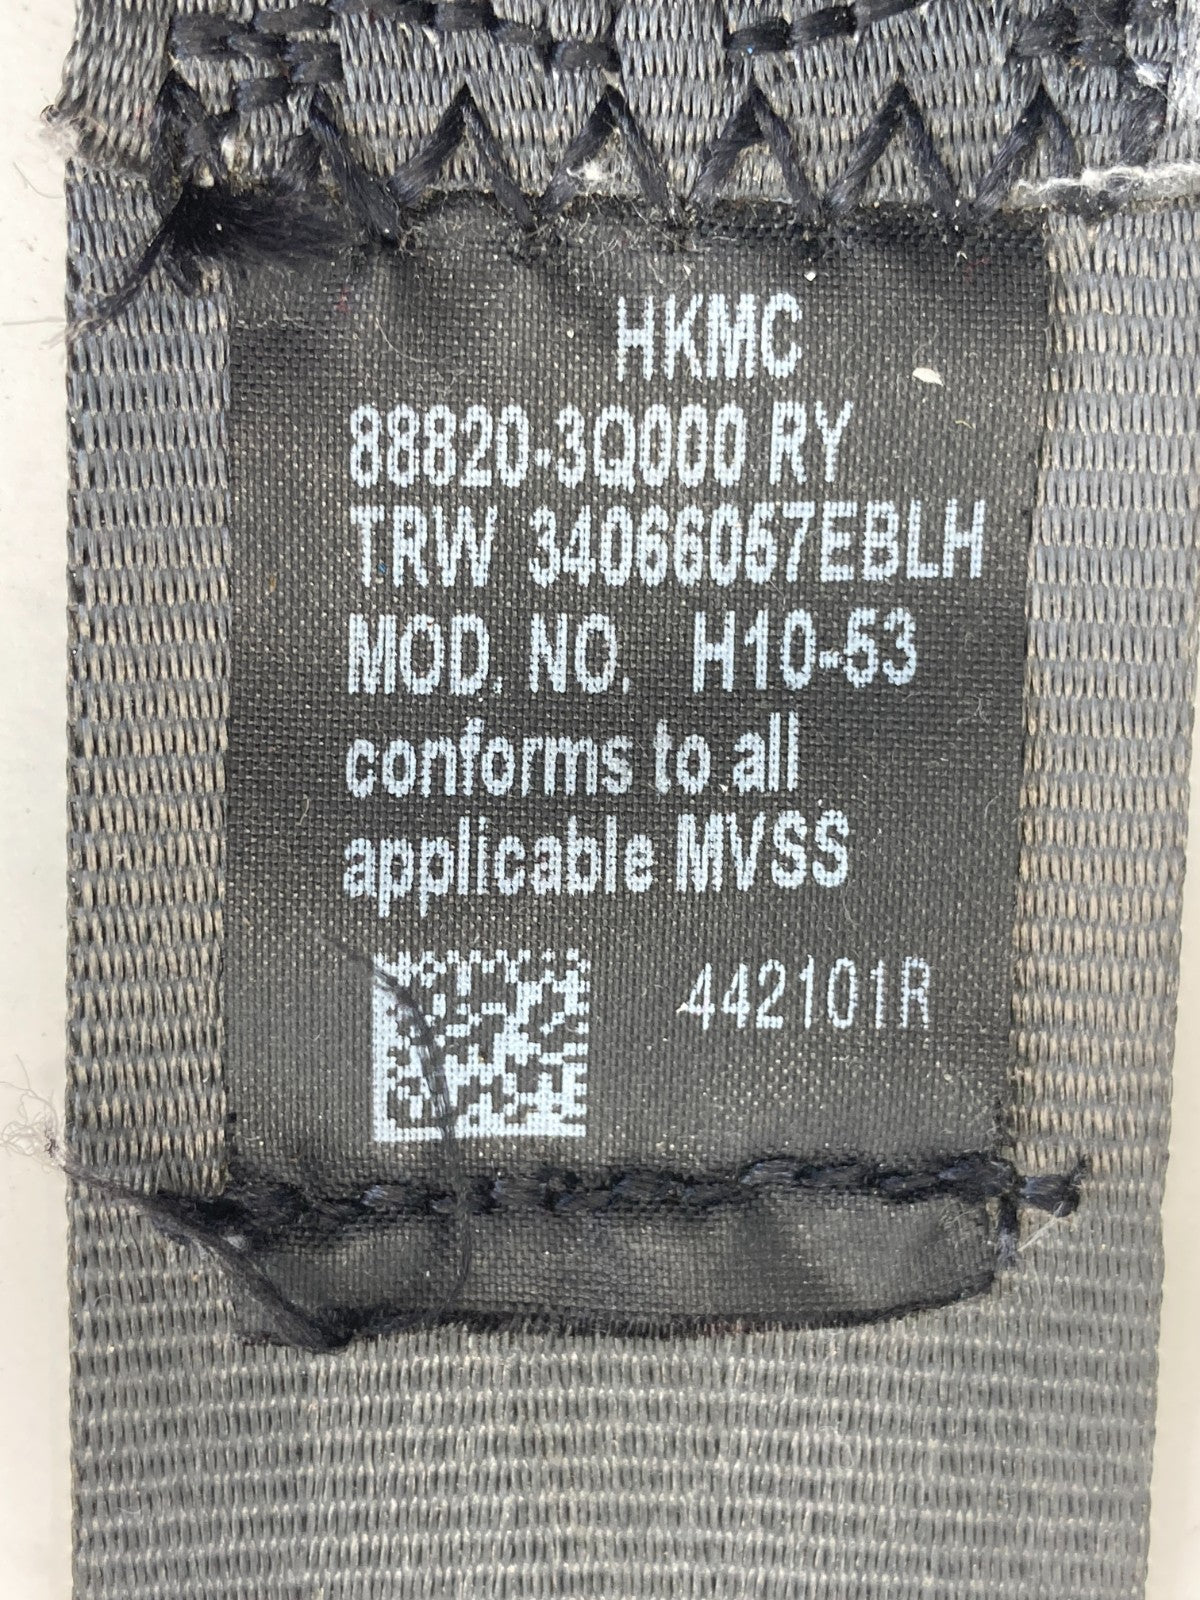 HKMC
88820-3Q000 RY
TRW 34066057EBLH
MOD. NO. H10-53
conforms to all
applicable MVSS
442101R